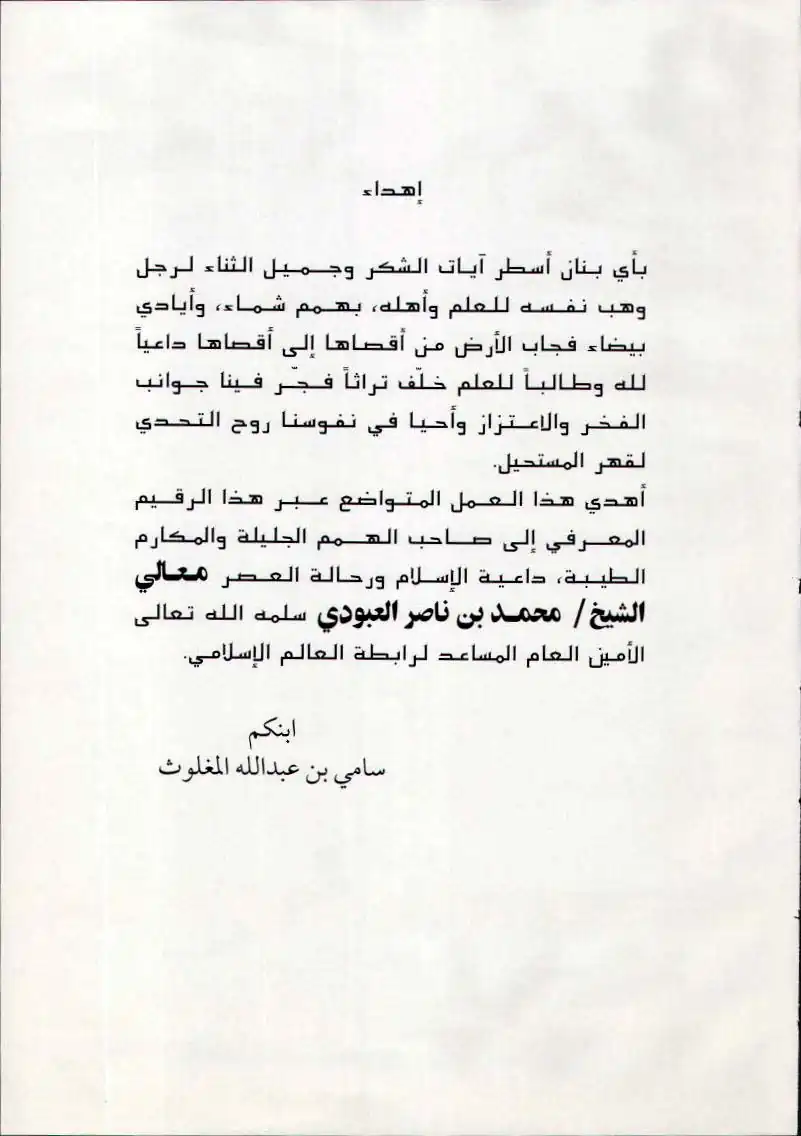 إهداء
بأي بنان أسطر آيات الشكر وجميل الثناء لرجل
وهب نفسه للعلم وأهله، بهمم شماء، وأيادي
بيضاء فجاب الأرض من أقصاها إلى أقصاها داعياً
لله وطالباً للعلم خلّف تراثاً فجّر فينا جوانب
الفخر والاعتزاز وأحيا في نفوسنا روح التحدي
لقهر المستحيل.
أهدي هذا العمل المتواضع عبر هذا الرقيم
المعرفي إلى صاحب الهمم الجليلة والمكارم
الطيبة، داعية الإسلام ورحالة العصر معالي
الشيخ/ محمد بن ناصر العبودي سلمه الله تعالى
الأمين العام المساعد لرابطة العالم الإسلامي.
ابنكم
سامي بن عبدالله المغلوث